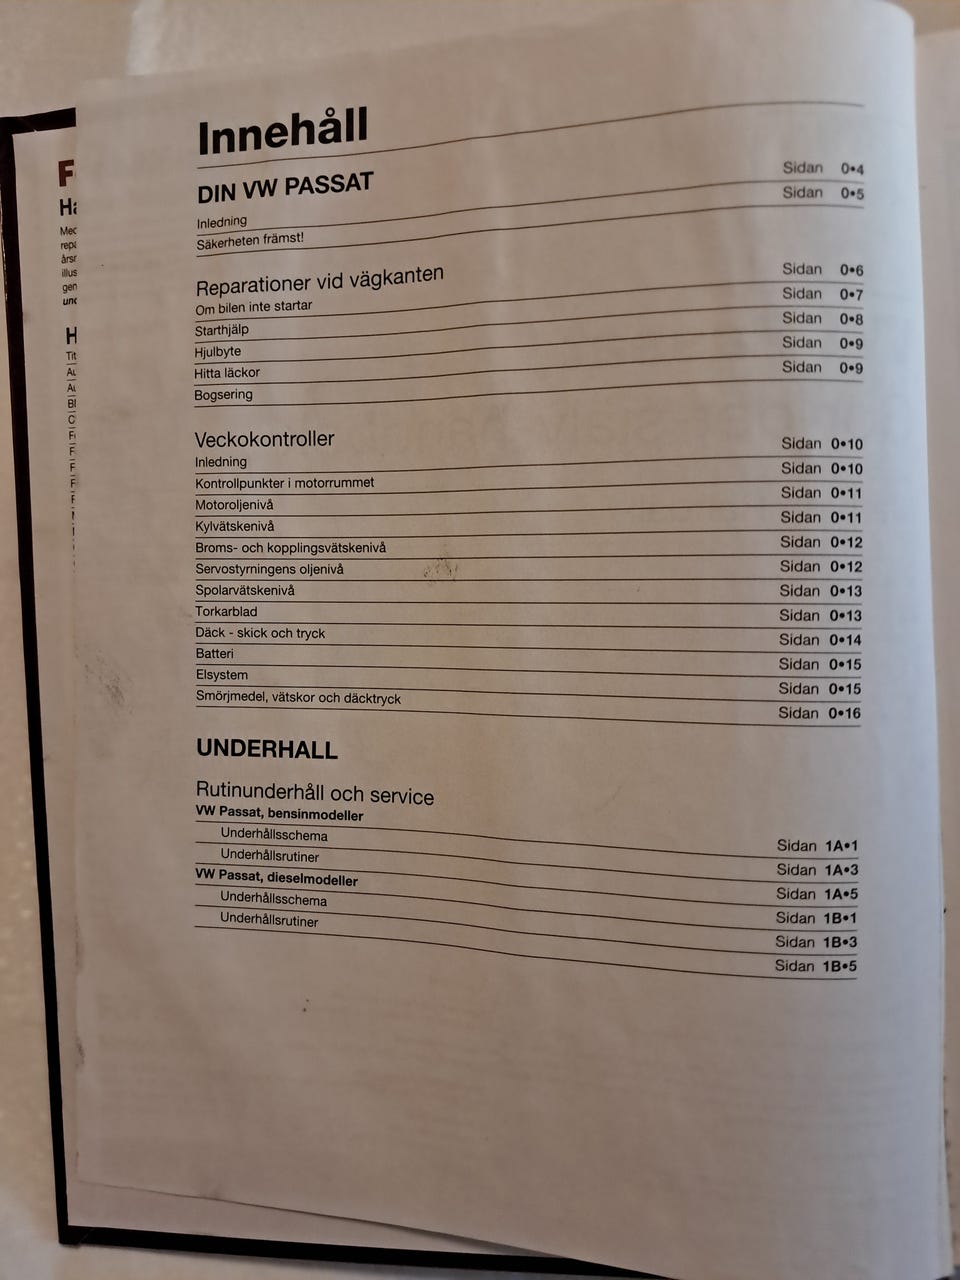 Innehåll
DIN VW PASSAT
Inledning Sidan 0•4
Säkerheten främst! Sidan 0•5
Reparationer vid vägkanten
Om bilen inte startar Sidan 0•6
Starthjälp Sidan 0•7
Hjulbyte Sidan 0•8
Hitta läckor Sidan 0•9
Bogsering Sidan 0•9
Veckokontroller
Inledning Sidan 0•10
Kontrollpunkter i motorrummet Sidan 0•10
Motoroljenivå Sidan 0•11
Kylvätskenivå Sidan 0•11
Broms- och kopplingsvätskenivå Sidan 0•12
Servostyrningens oljenivå Sidan 0•12
Spolarvätskenivå Sidan 0•13
Torkarblad Sidan 0•13
Däck - skick och tryck Sidan 0•14
Batteri Sidan 0•15
Elsystem Sidan 0•15
Smörjmedel, vätskor och däcktryck Sidan 0•16
UNDERHALL
Rutinunderhåll och service
VW Passat, bensinmodeller Sidan 1A•1
Underhållsschema Sidan 1A•3
Underhållsrutiner Sidan 1A•5
VW Passat, dieselmodeller Sidan 1B•1
Underhållsschema Sidan 1B•3
Underhållsrutiner Sidan 1B•5